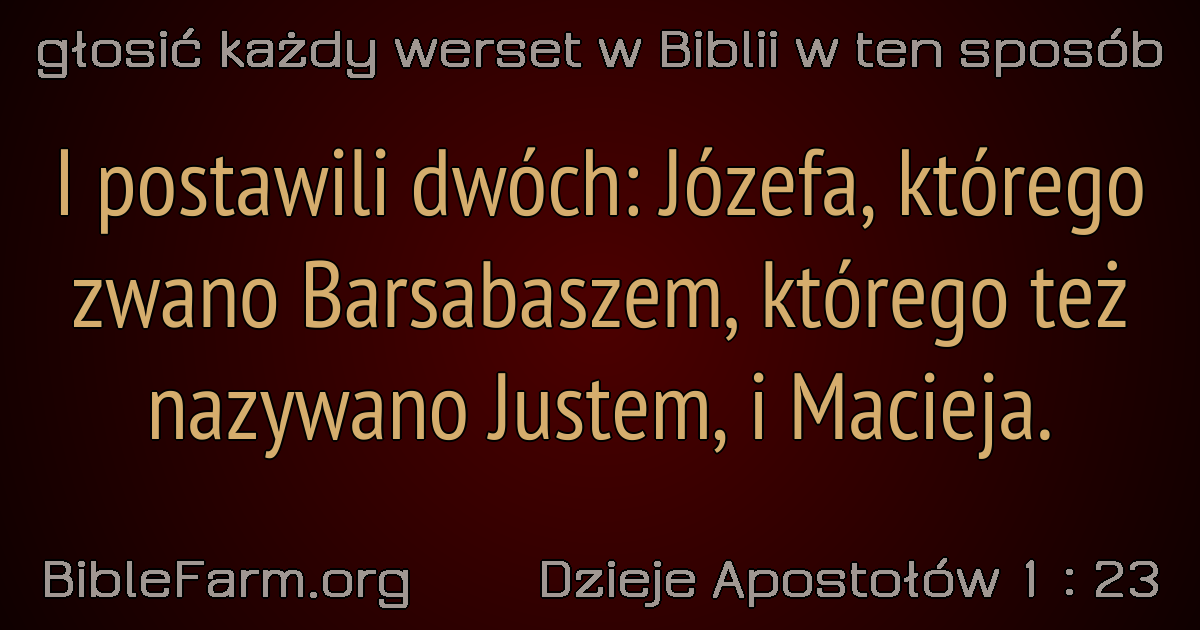 głosić każdy werset w Biblii w ten sposób
I postawili dwóch: Józefa, którego
zwano Barsabaszem, którego też
nazywano Justem, i Macieja.
BibleFarm.org
Dzieje Apostołów 1 : 23